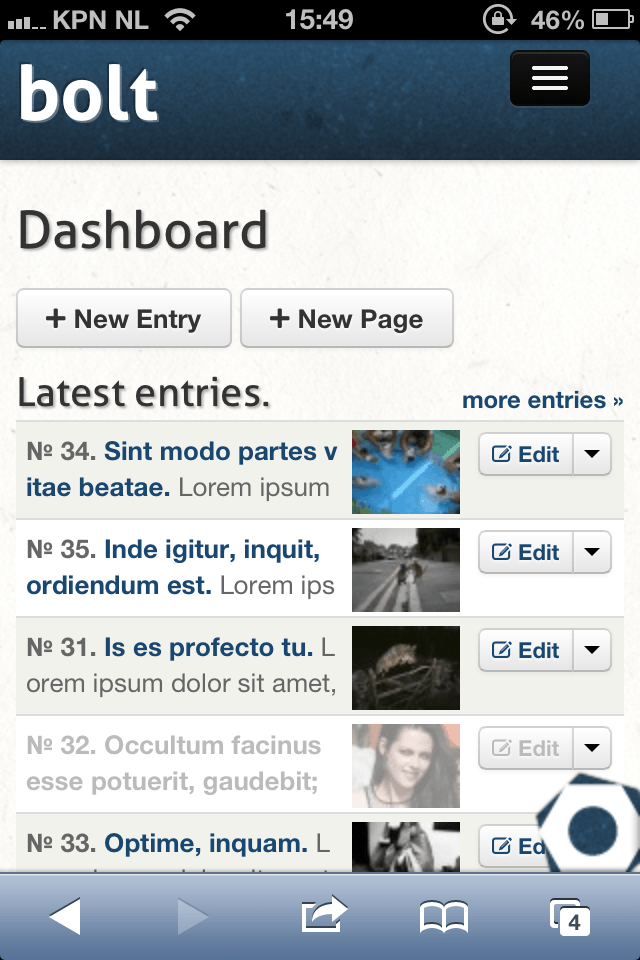 KPN NL 15:49 46%
bolt
Dashboard
+ New Entry + New Page
Latest entries. more entries »
№ 34. Sint modo partes v
itae beatae. Lorem ipsum
Edit
№ 35. Inde igitur, inquit,
ordiendum est. Lorem ips
Edit
№ 31. Is es profecto tu. L
orem ipsum dolor sit amet,
Edit
№ 32. Occultum facinus
esse potuerit, gaudebit;
Edit
№ 33. Optime, inquam. L
Ed
4